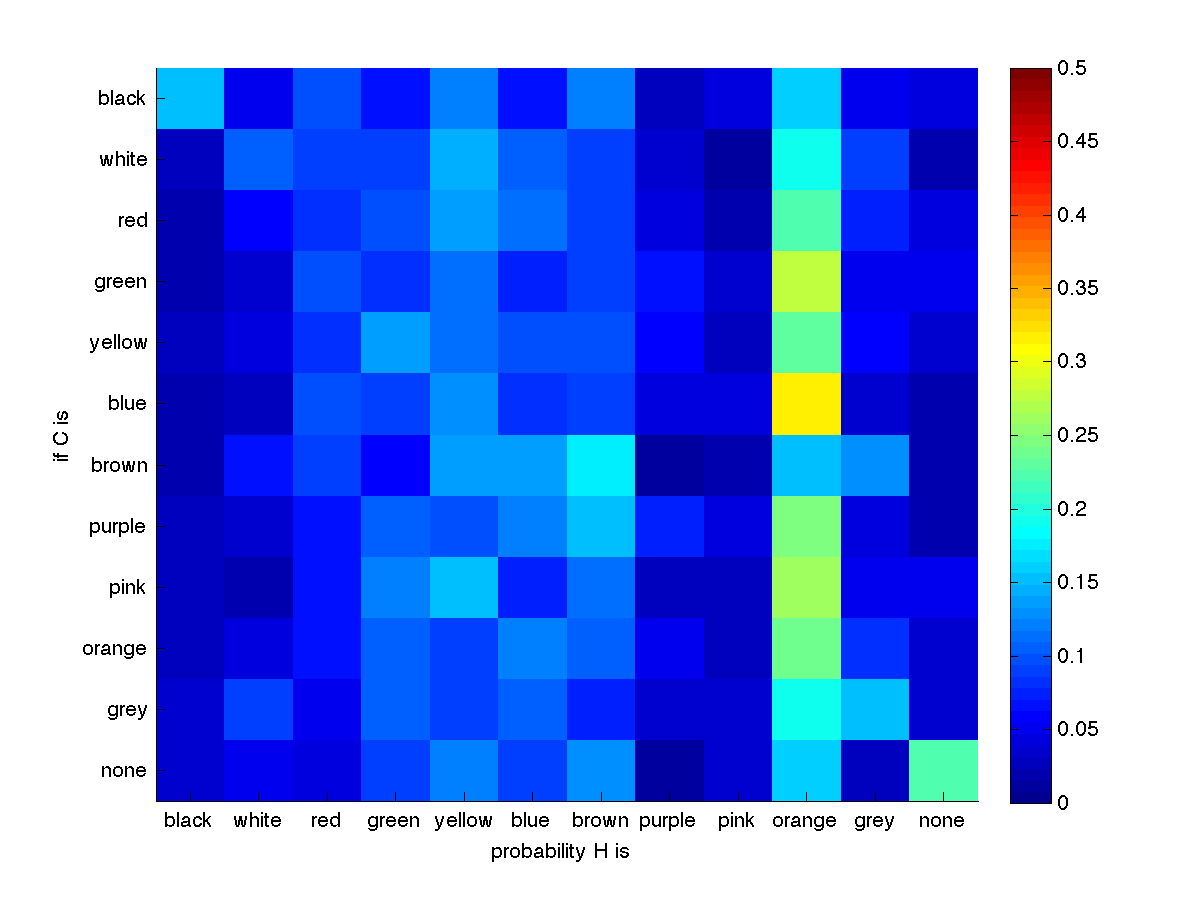 if C is
black
white
red
green
yellow
blue
brown
purple
pink
orange
grey
none
black white red green yellow blue brown purple pink orange grey none
probability H is
0.5
0.45
0.4
0.35
0.3
0.25
0.2
0.15
0.1
0.05
0